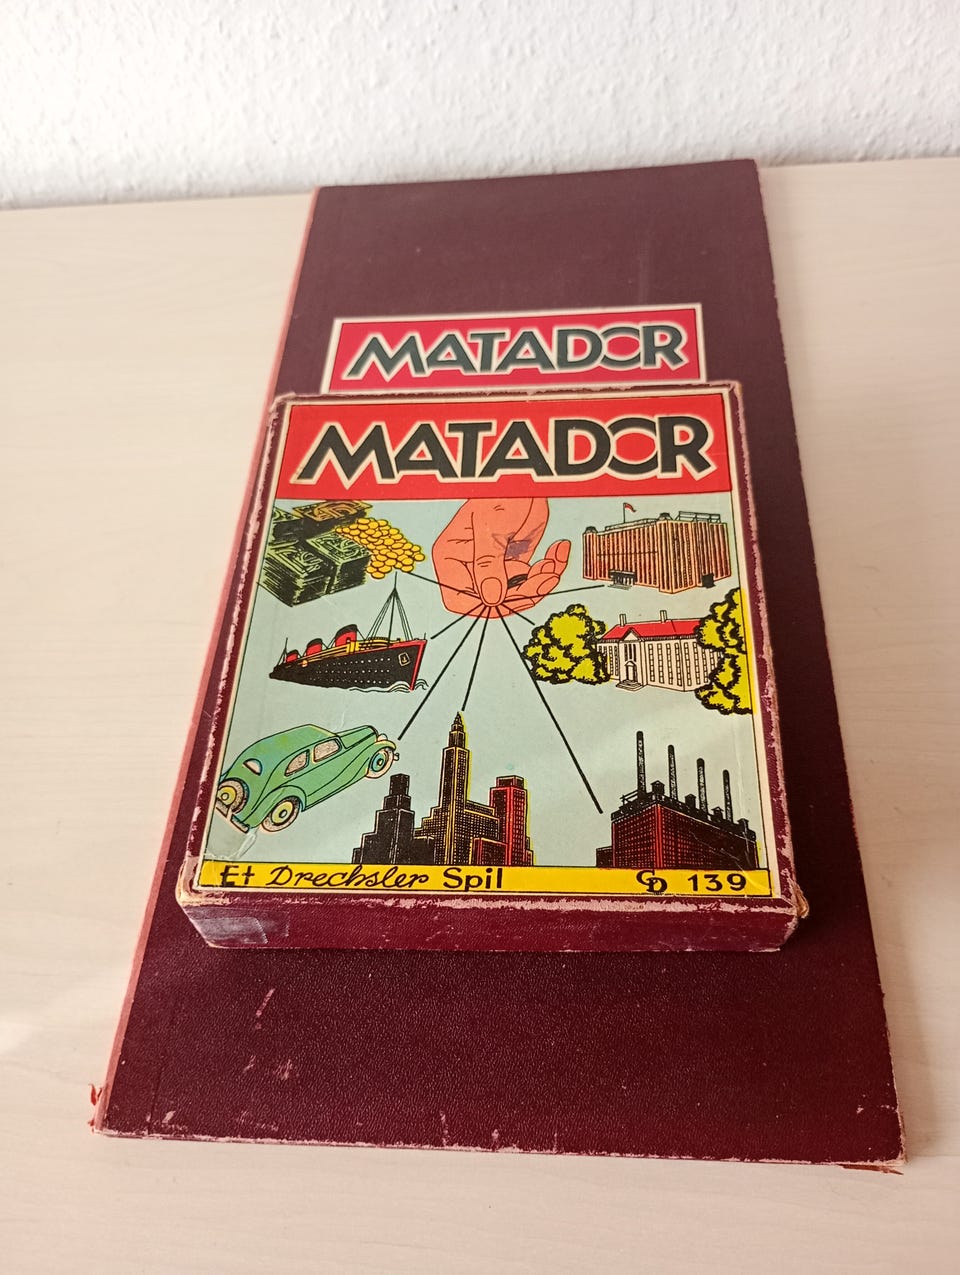 MATADOR
MATADOR
Et Drechsler Spil CD 139